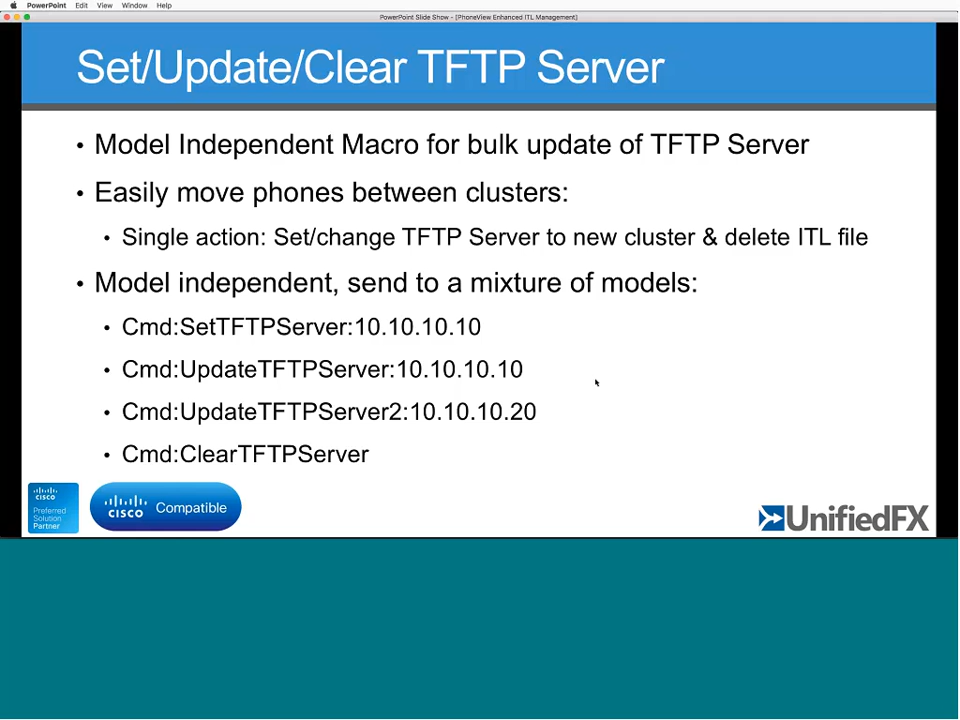 PowerPoint Edit View Window Help
PowerPoint Slide Show - [PhoneView Enhanced ITL Management]
Set/Update/Clear TFTP Server
• Model Independent Macro for bulk update of TFTP Server
• Easily move phones between clusters:
• Single action: Set/change TFTP Server to new cluster & delete ITL file
• Model independent, send to a mixture of models:
• Cmd:SetTFTPServer:10.10.10.10
• Cmd:UpdateTFTPServer:10.10.10.10
• Cmd:UpdateTFTPServer2:10.10.10.20
• Cmd:ClearTFTPServer
CISCO
Preferred
Solution
Partner
CISCO Compatible
UnifiedFX